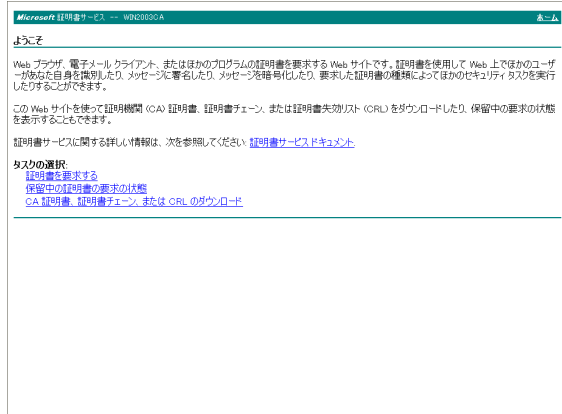 Microsoft 証明書サービス -- WIN2003CA ホーム
ようこそ
Web ブラウザ、電子メール クライアント、またはほかのプログラムの証明書を要求する Web サイトです。証明書を使用して Web 上でほかのユーザ
ーがあなた自身を識別したり、メッセージに署名したり、メッセージを暗号化したり、要求した証明書の種類によってほかのセキュリティ タスクを実行
したりすることができます。
この Web サイトを使って証明機関 (CA) 証明書、証明書チェーン、または証明書失効リスト (CRL) をダウンロードしたり、保留中の要求の状態
を表示することもできます。
証明書サービスに関する詳しい情報は、次を参照してください: 証明書サービスドキュメント.
タスクの選択:
証明書を要求する
保留中の証明書の要求の状態
CA 証明書、証明書チェーン、または CRL のダウンロード